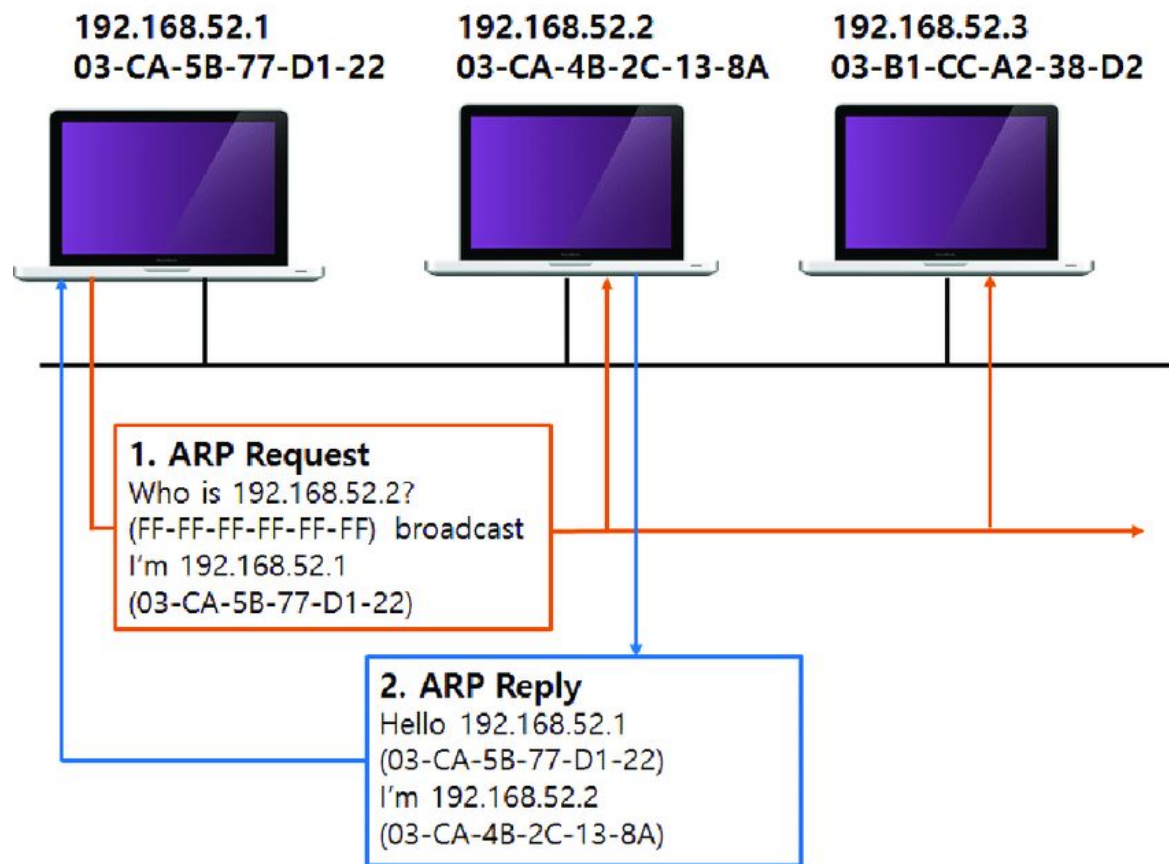 192.168.52.1
03-CA-5B-77-D1-22
192.168.52.2
03-CA-4B-2C-13-8A
192.168.52.3
03-B1-CC-A2-38-D2
1. ARP Request
Who is 192.168.52.2?
(FF-FF-FF-FF-FF-FF) broadcast
I'm 192.168.52.1
(03-CA-5B-77-D1-22)
2. ARP Reply
Hello 192.168.52.1
(03-CA-5B-77-D1-22)
I'm 192.168.52.2
(03-CA-4B-2C-13-8A)